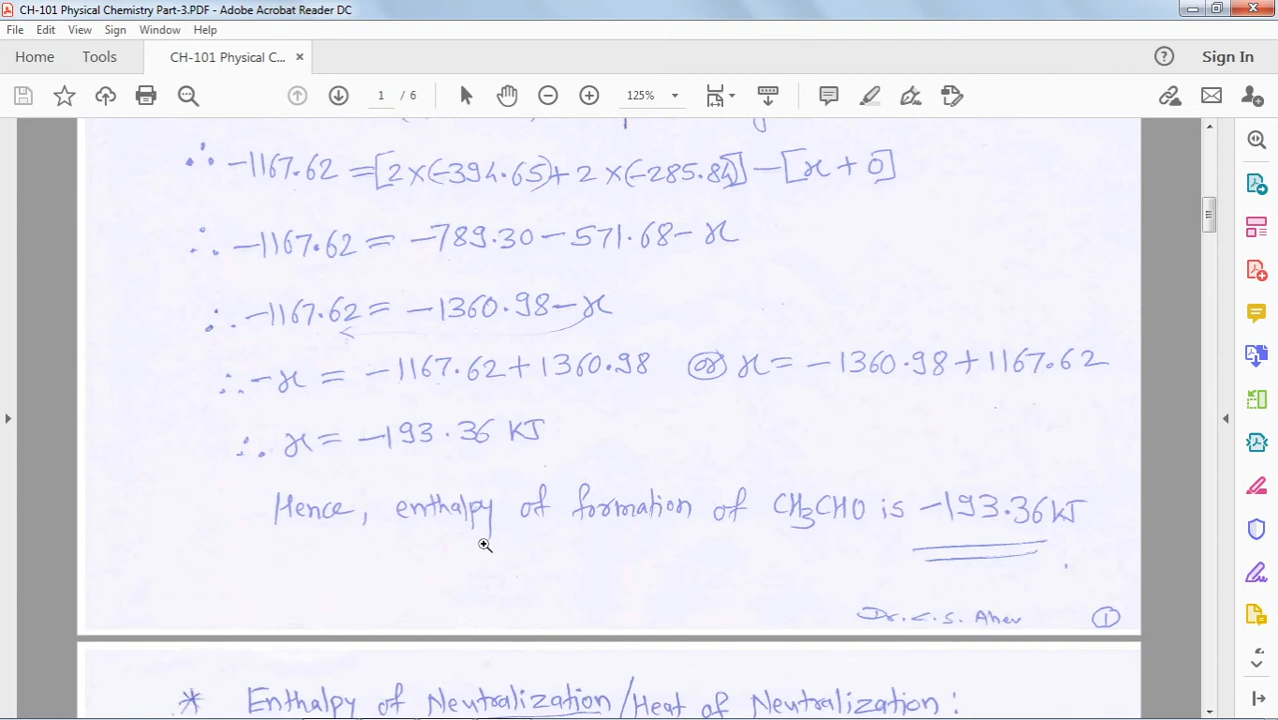 CH-101 Physical Chemistry Part-3.PDF - Adobe Acrobat Reader DC
File Edit View Sign Window Help
Home Tools CH-101 Physical C... × Sign In
1 / 6 125%
∴ -1167.62 = [2×(-394.65)+2×(-285.84)] - [x + 0]
∴ -1167.62 = -789.30 - 571.68 - x
∴ -1167.62 = -1360.98 - x
∴ -x = -1167.62 + 1360.98 or x = -1360.98 + 1167.62
∴ x = -193.36 KJ
Hence, enthalpy of formation of CH3CHO is -193.36 KJ
Dr. 1
* Enthalpy of Neutralization / Heat of Neutralization :